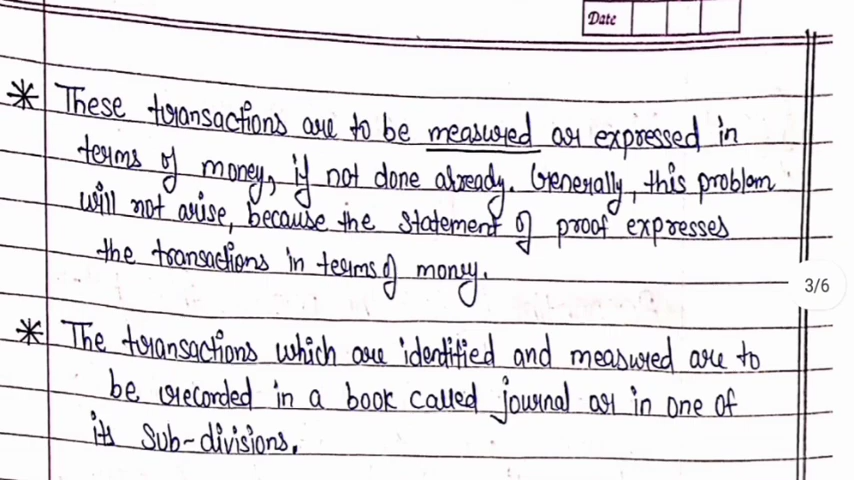 Date
* These transactions are to be measured or expressed in
terms of money, if not done already. Generally, this problem
will not arise, because the statement of proof expresses
the transactions in terms of money.
3/6
* The transactions which are identified and measured are to
be recorded in a book called journal or in one of
its sub-divisions.